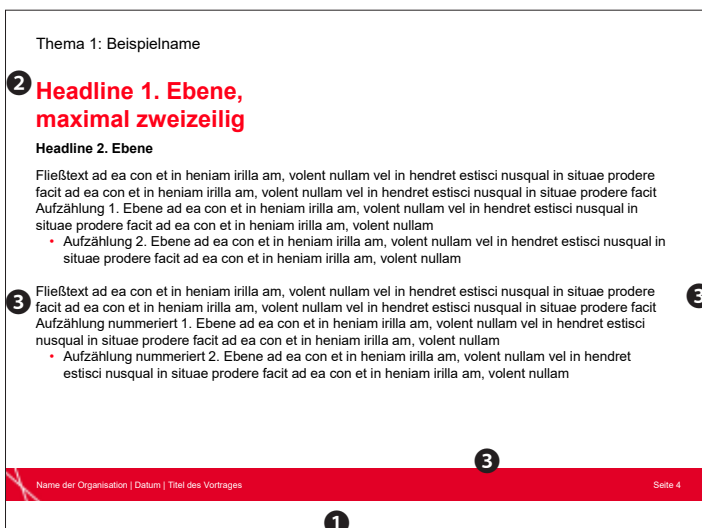 Thema 1: Beispielname
❷
Headline 1. Ebene,
maximal zweizeilig
Headline 2. Ebene
Fließtext ad ea con et in heniam irilla am, volent nullam vel in hendret estisci nusqual in situae prodere
facit ad ea con et in heniam irilla am, volent nullam vel in hendret estisci nusqual in situae prodere facit
Aufzählung 1. Ebene ad ea con et in heniam irilla am, volent nullam vel in hendret estisci nusqual in
situae prodere facit ad ea con et in heniam irilla am, volent nullam
• Aufzählung 2. Ebene ad ea con et in heniam irilla am, volent nullam vel in hendret estisci nusqual in
situae prodere facit ad ea con et in heniam irilla am, volent nullam
Fließtext ad ea con et in heniam irilla am, volent nullam vel in hendret estisci nusqual in situae prodere
❸ ❸
facit ad ea con et in heniam irilla am, volent nullam vel in hendret estisci nusqual in situae prodere facit
Aufzählung nummeriert 1. Ebene ad ea con et in heniam irilla am, volent nullam vel in hendret estisci
nusqual in situae prodere facit ad ea con et in heniam irilla am, volent nullam
• Aufzählung nummeriert 2. Ebene ad ea con et in heniam irilla am, volent nullam vel in hendret
estisci nusqual in situae prodere facit ad ea con et in heniam irilla am, volent nullam
❸
Name der Organisation | Datum | Titel des Vortrages Seite 4
❶